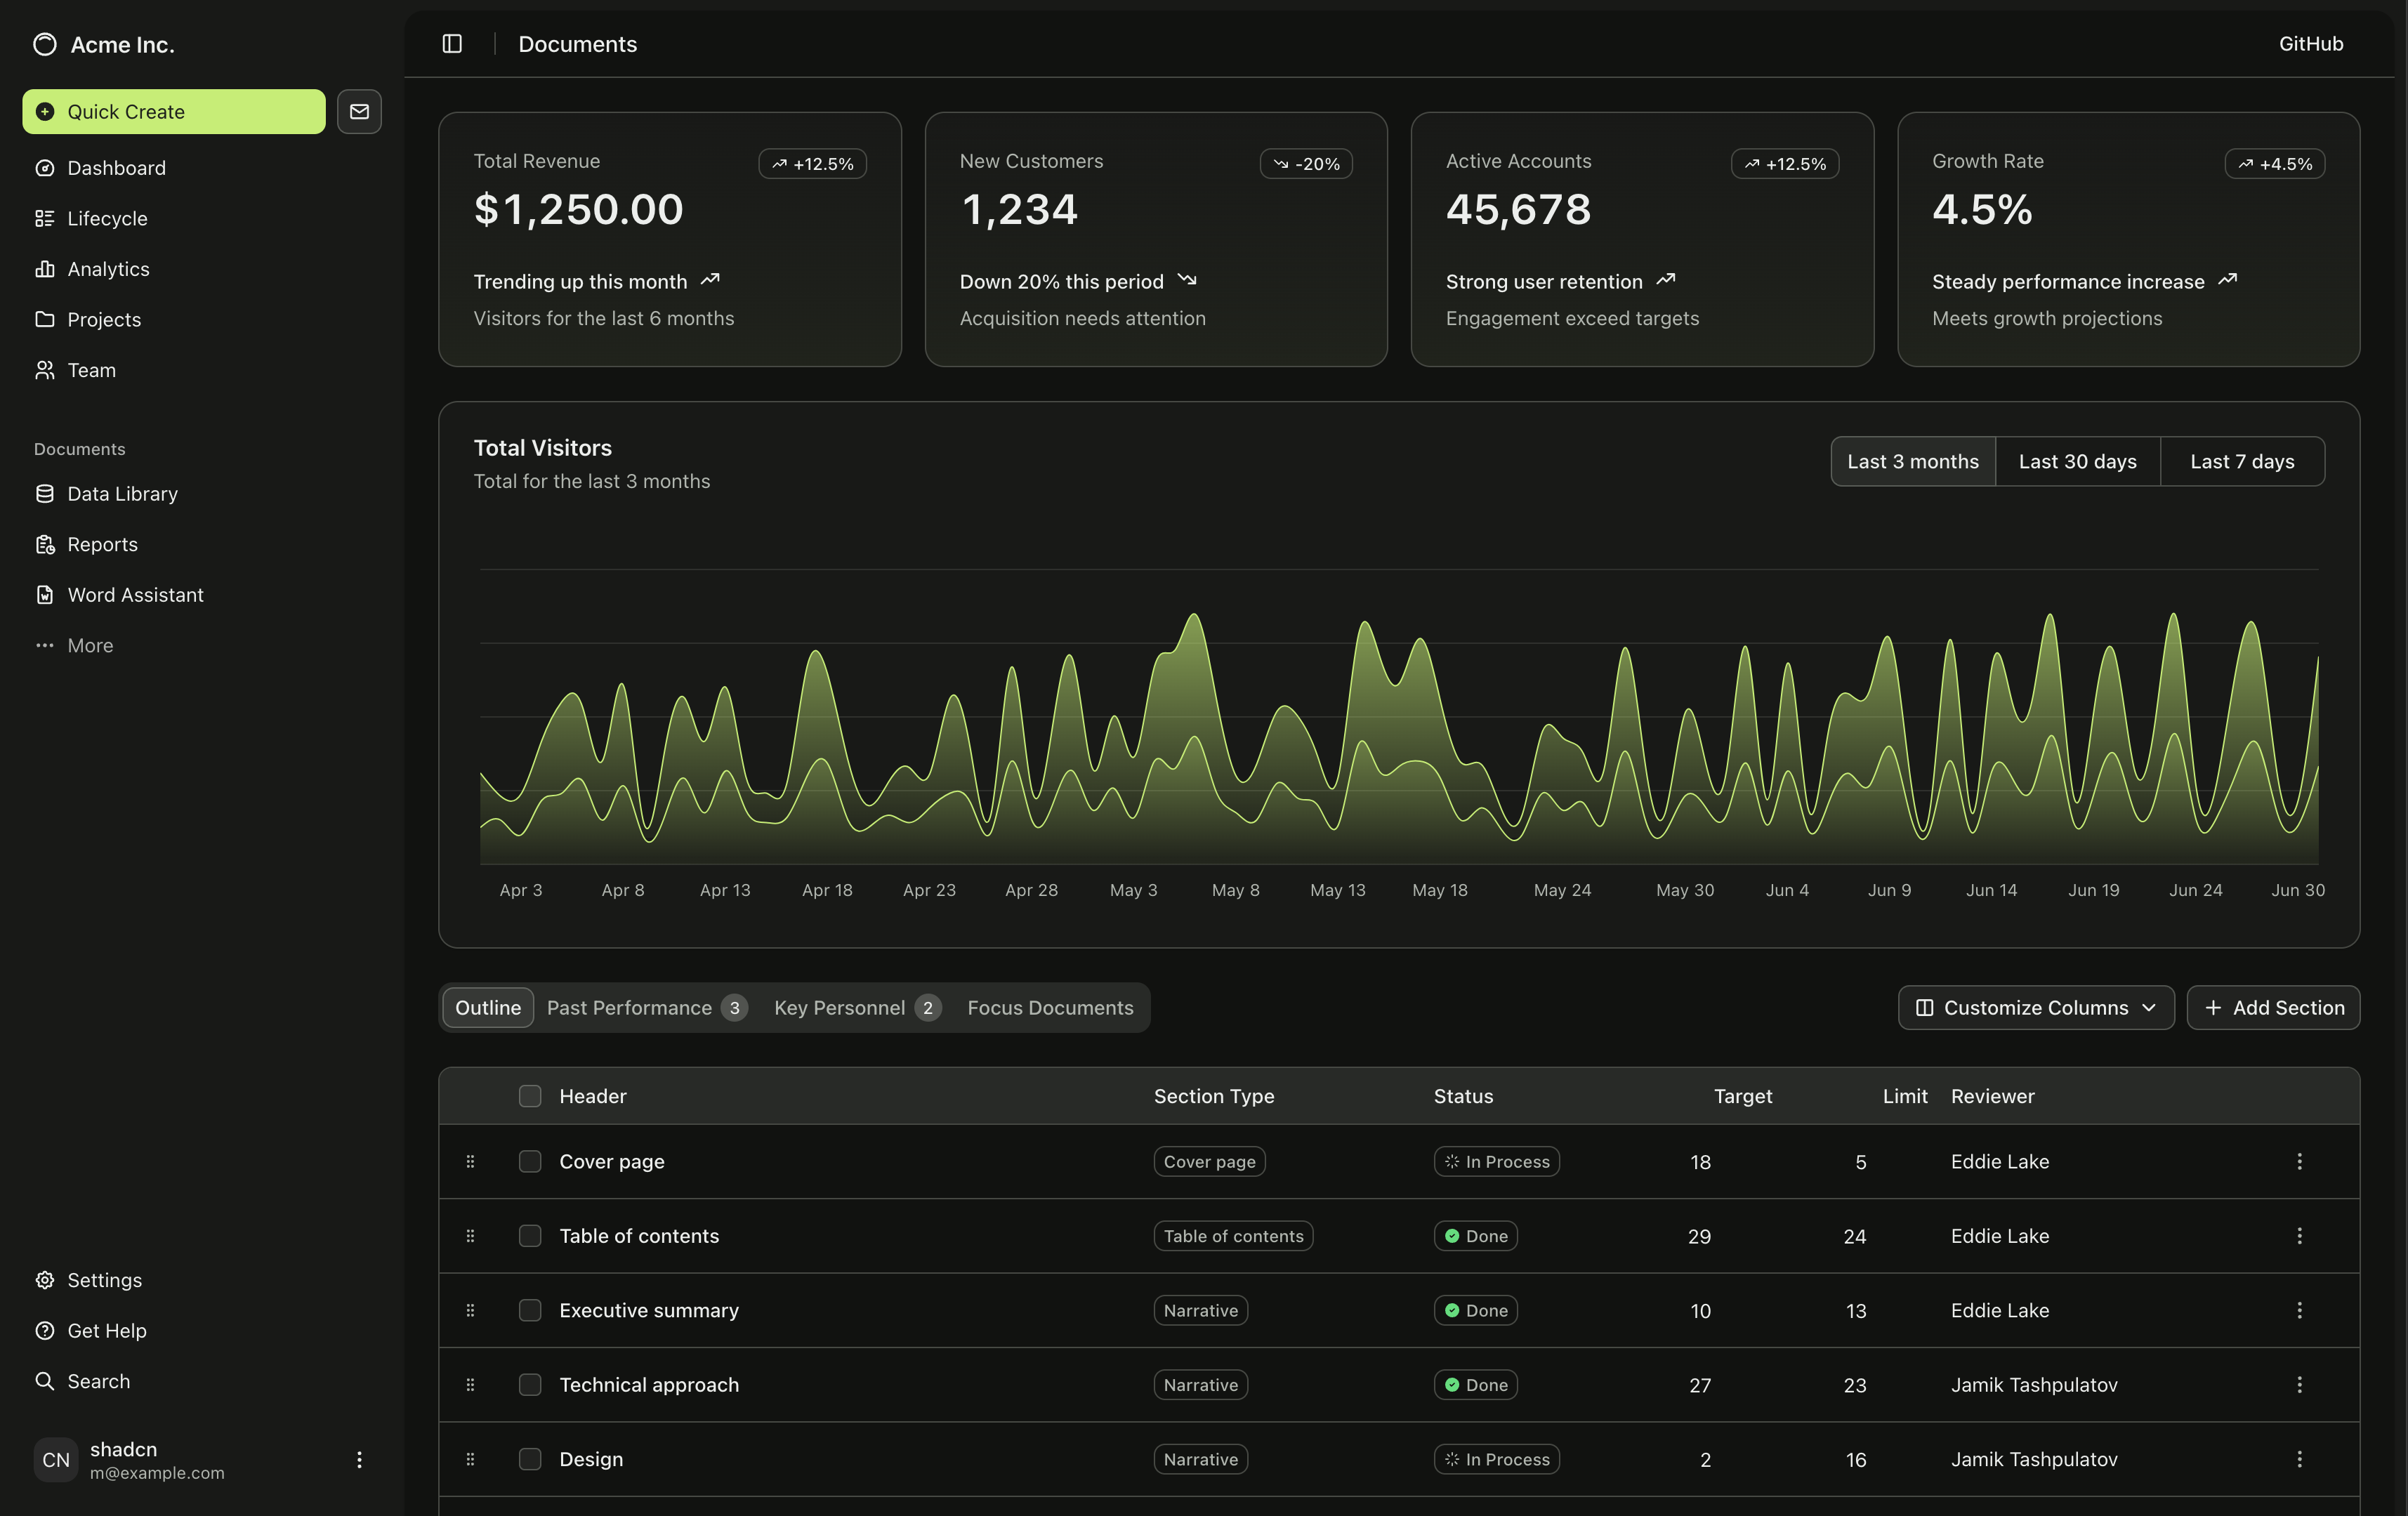 Acme Inc.
Quick Create
Dashboard
Lifecycle
Analytics
Projects
Team
Documents
Data Library
Reports
Word Assistant
More
Settings
Get Help
Search
CN
shadcn
m@example.com
Documents
GitHub
Total Revenue
+12.5%
$1,250.00
Trending up this month
Visitors for the last 6 months
New Customers
-20%
1,234
Down 20% this period
Acquisition needs attention
Active Accounts
+12.5%
45,678
Strong user retention
Engagement exceed targets
Growth Rate
+4.5%
4.5%
Steady performance increase
Meets growth projections
Total Visitors
Total for the last 3 months
Last 3 months Last 30 days Last 7 days
Apr 3 Apr 8 Apr 13 Apr 18 Apr 23 Apr 28 May 3 May 8 May 13 May 18 May 24 May 30 Jun 4 Jun 9 Jun 14 Jun 19 Jun 24 Jun 30
Outline Past Performance 3 Key Personnel 2 Focus Documents
Customize Columns
Add Section
Header Section Type Status Target Limit Reviewer
Cover page Cover page In Process 18 5 Eddie Lake
Table of contents Table of contents Done 29 24 Eddie Lake
Executive summary Narrative Done 10 13 Eddie Lake
Technical approach Narrative Done 27 23 Jamik Tashpulatov
Design Narrative In Process 2 16 Jamik Tashpulatov